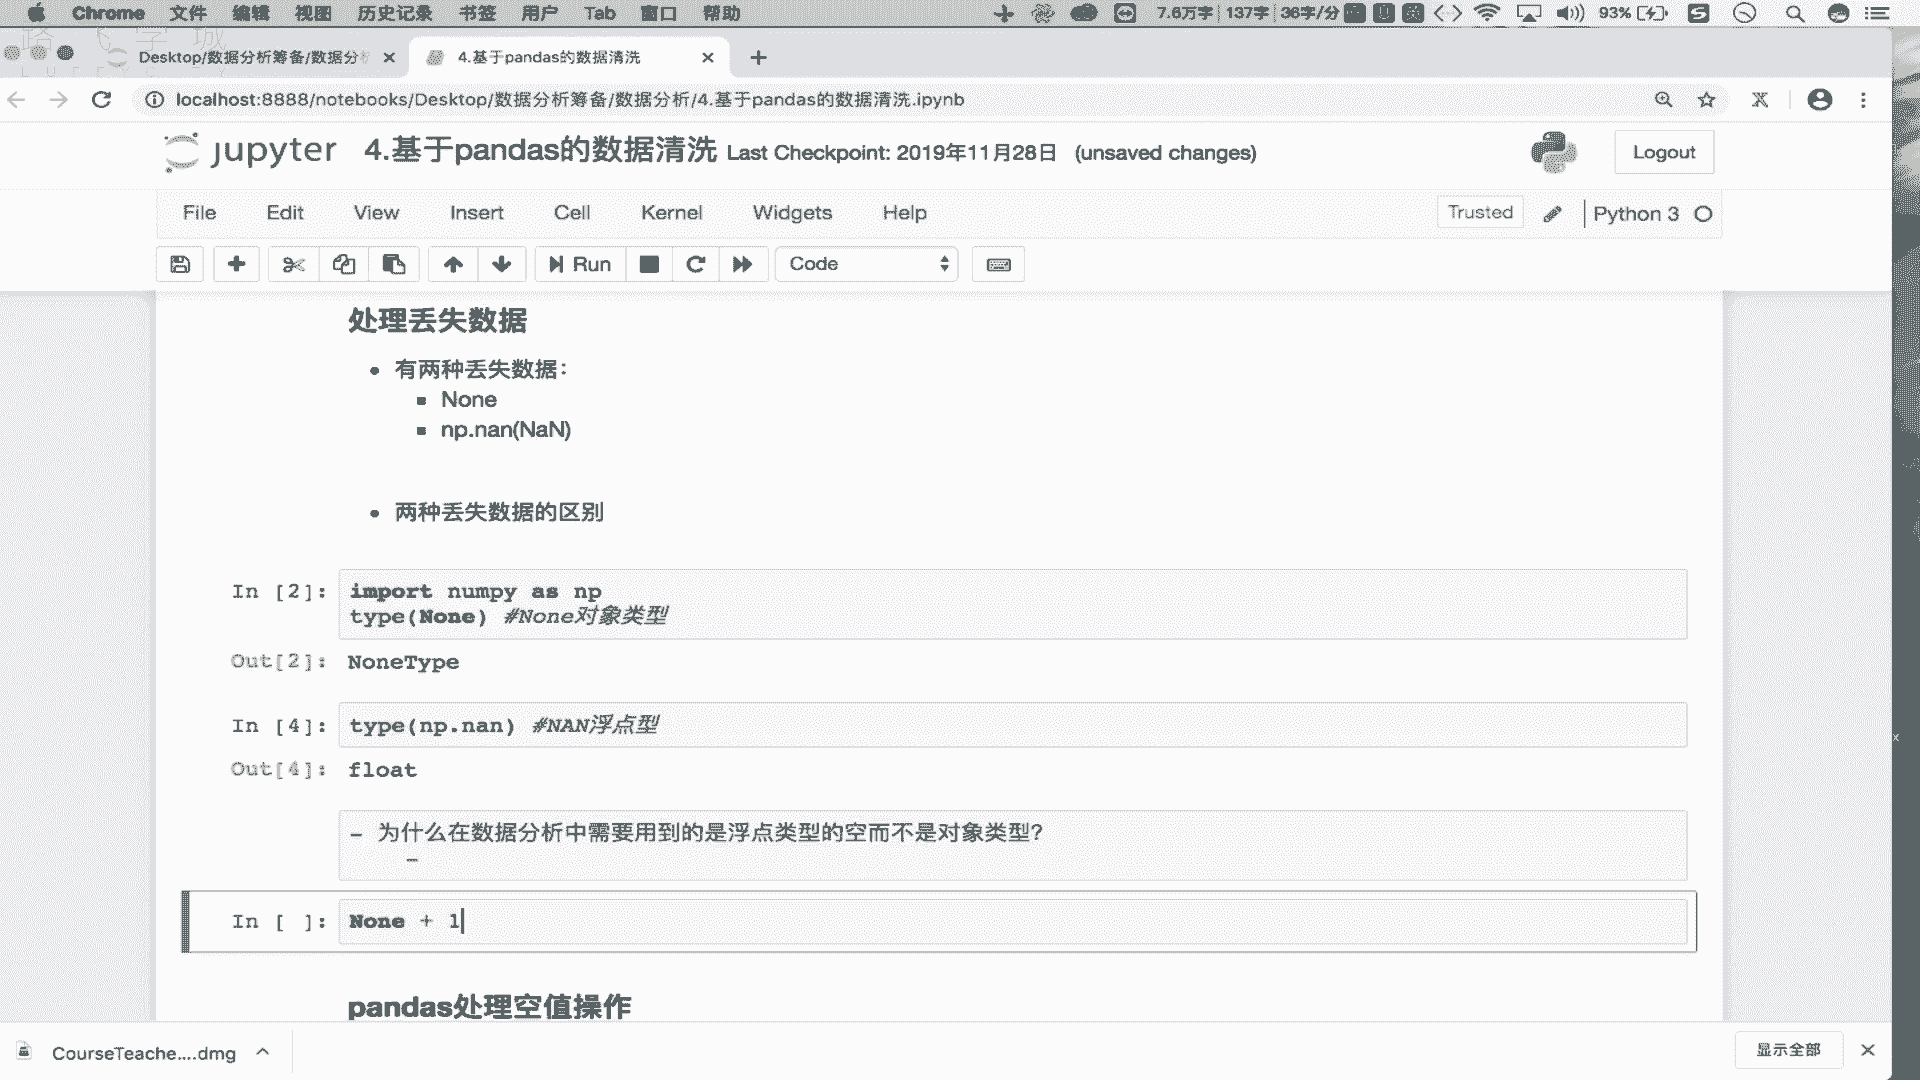 Chrome 文件 编辑 视图 历史记录 书签 用户 Tab 窗口 帮助 7.6万字 137字 36字/分 93%
Desktop/数据分析筹备/数据分 4.基于pandas的数据清洗
localhost:8888/notebooks/Desktop/数据分析筹备/数据分析/4.基于pandas的数据清洗.ipynb
jupyter 4.基于pandas的数据清洗 Last Checkpoint: 2019年11月28日 (unsaved changes) Logout
File Edit View Insert Cell Kernel Widgets Help Trusted Python 3
Run Code
处理丢失数据
有两种丢失数据：
None
np.nan(NaN)
两种丢失数据的区别
In [2]: import numpy as np
type(None) #None对象类型
Out[2]: NoneType
In [4]: type(np.nan) #NAN浮点型
Out[4]: float
- 为什么在数据分析中需要用到的是浮点类型的空而不是对象类型?
-
In [ ]: None + 1
pandas处理空值操作
CourseTeache....dmg 显示全部